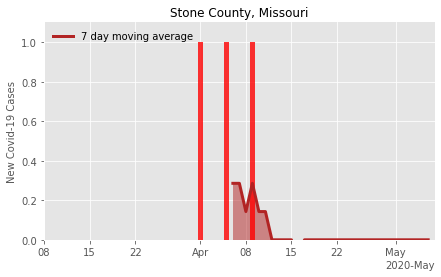 Stone County, Missouri
7 day moving average
New Covid-19 Cases
1.0
0.8
0.6
0.4
0.2
0.0
08 15 22 Apr 08 15 22 May
2020-May